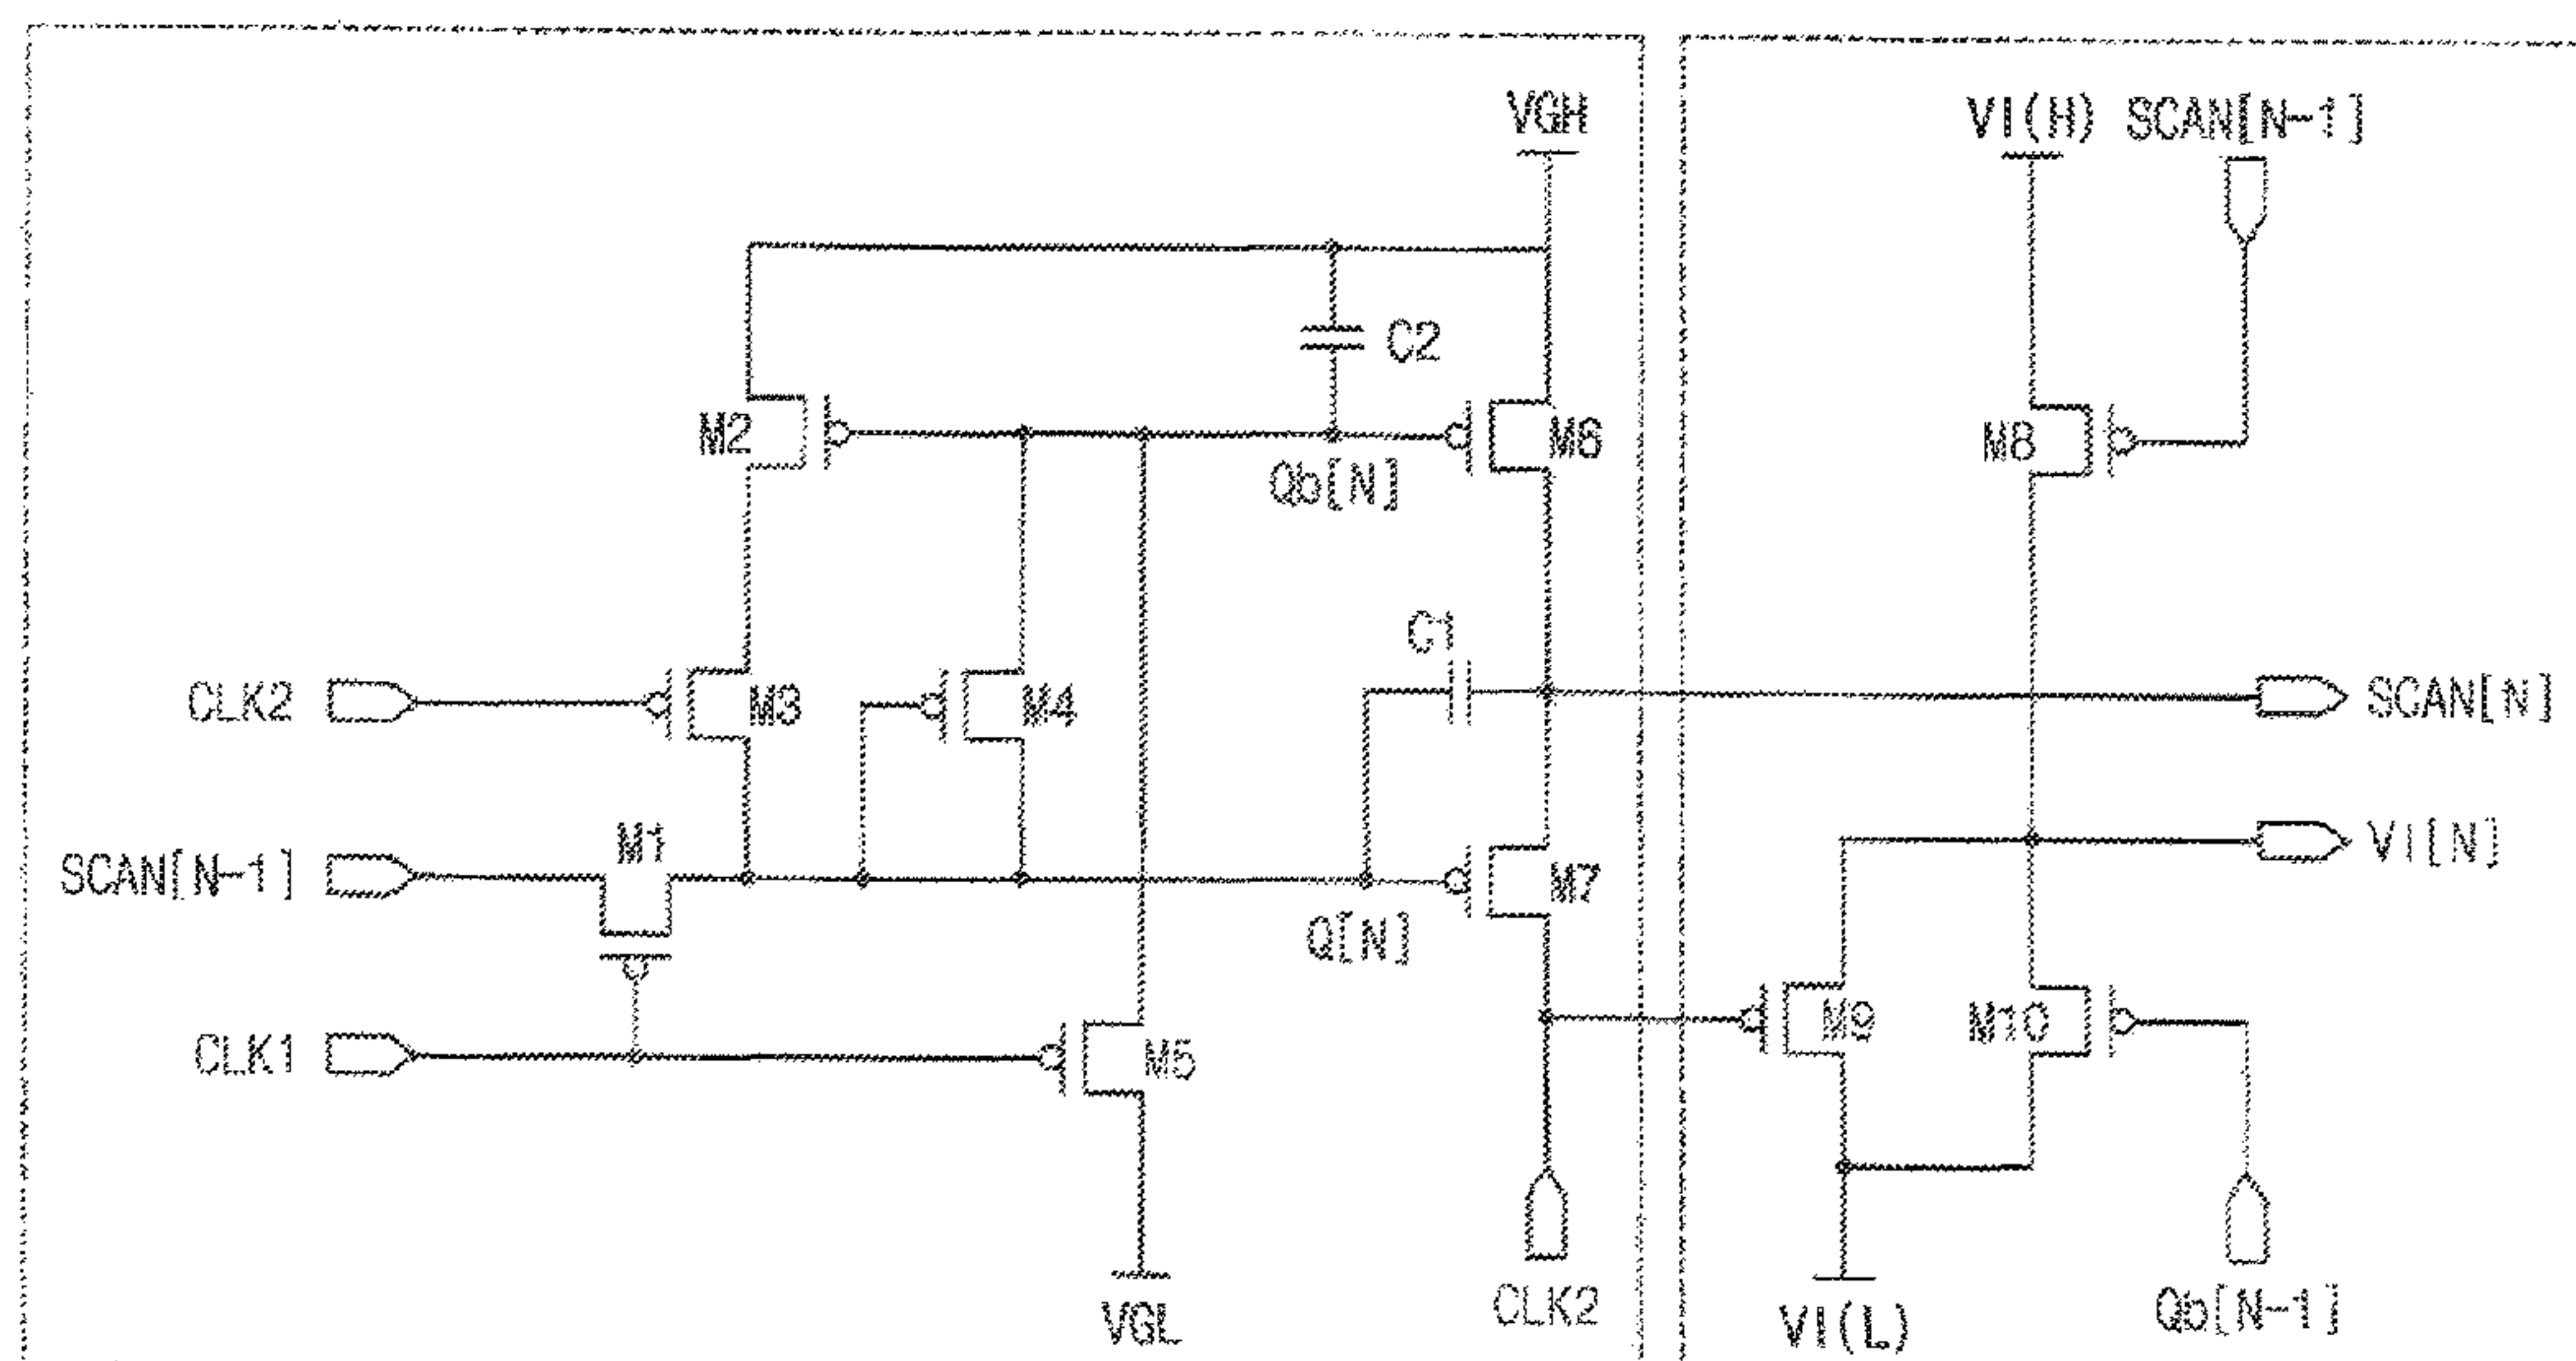 VGH
VI(H) SCAN[N-1]
C2
M2
M6
M8
Qb[N]
C1
CLK2
M3
M4
SCAN[N]
M1
SCAN[N-1]
VI[N]
M7
Q[N]
M9
M10
CLK1
M5
VGL
CLK2
VI(L)
Qb[N-1]